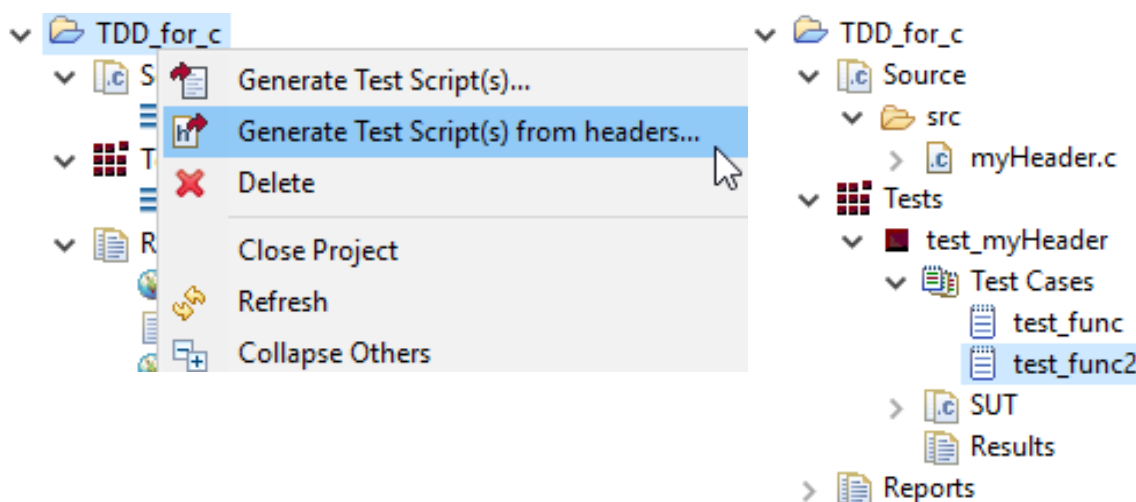 TDD_for_c
S
Generate Test Script(s)...
Generate Test Script(s) from headers...
T
Delete
R
Close Project
Refresh
Collapse Others
TDD_for_c
Source
src
myHeader.c
Tests
test_myHeader
Test Cases
test_func
test_func2
SUT
Results
Reports